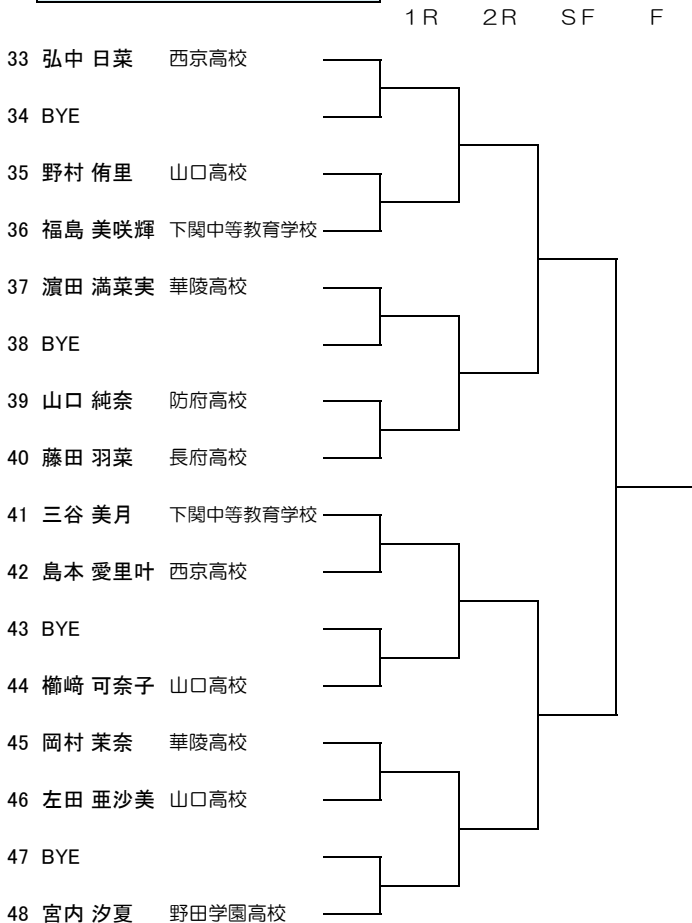 １Ｒ ２Ｒ ＳＦ Ｆ
33 弘中 日菜 西京高校
34 BYE
35 野村 侑里 山口高校
36 福島 美咲輝 下関中等教育学校
37 濵田 満菜実 華陵高校
38 BYE
39 山口 純奈 防府高校
40 藤田 羽菜 長府高校
41 三谷 美月 下関中等教育学校
42 島本 愛里叶 西京高校
43 BYE
44 櫛﨑 可奈子 山口高校
45 岡村 茉奈 華陵高校
46 左田 亜沙美 山口高校
47 BYE
48 宮内 汐夏 野田学園高校